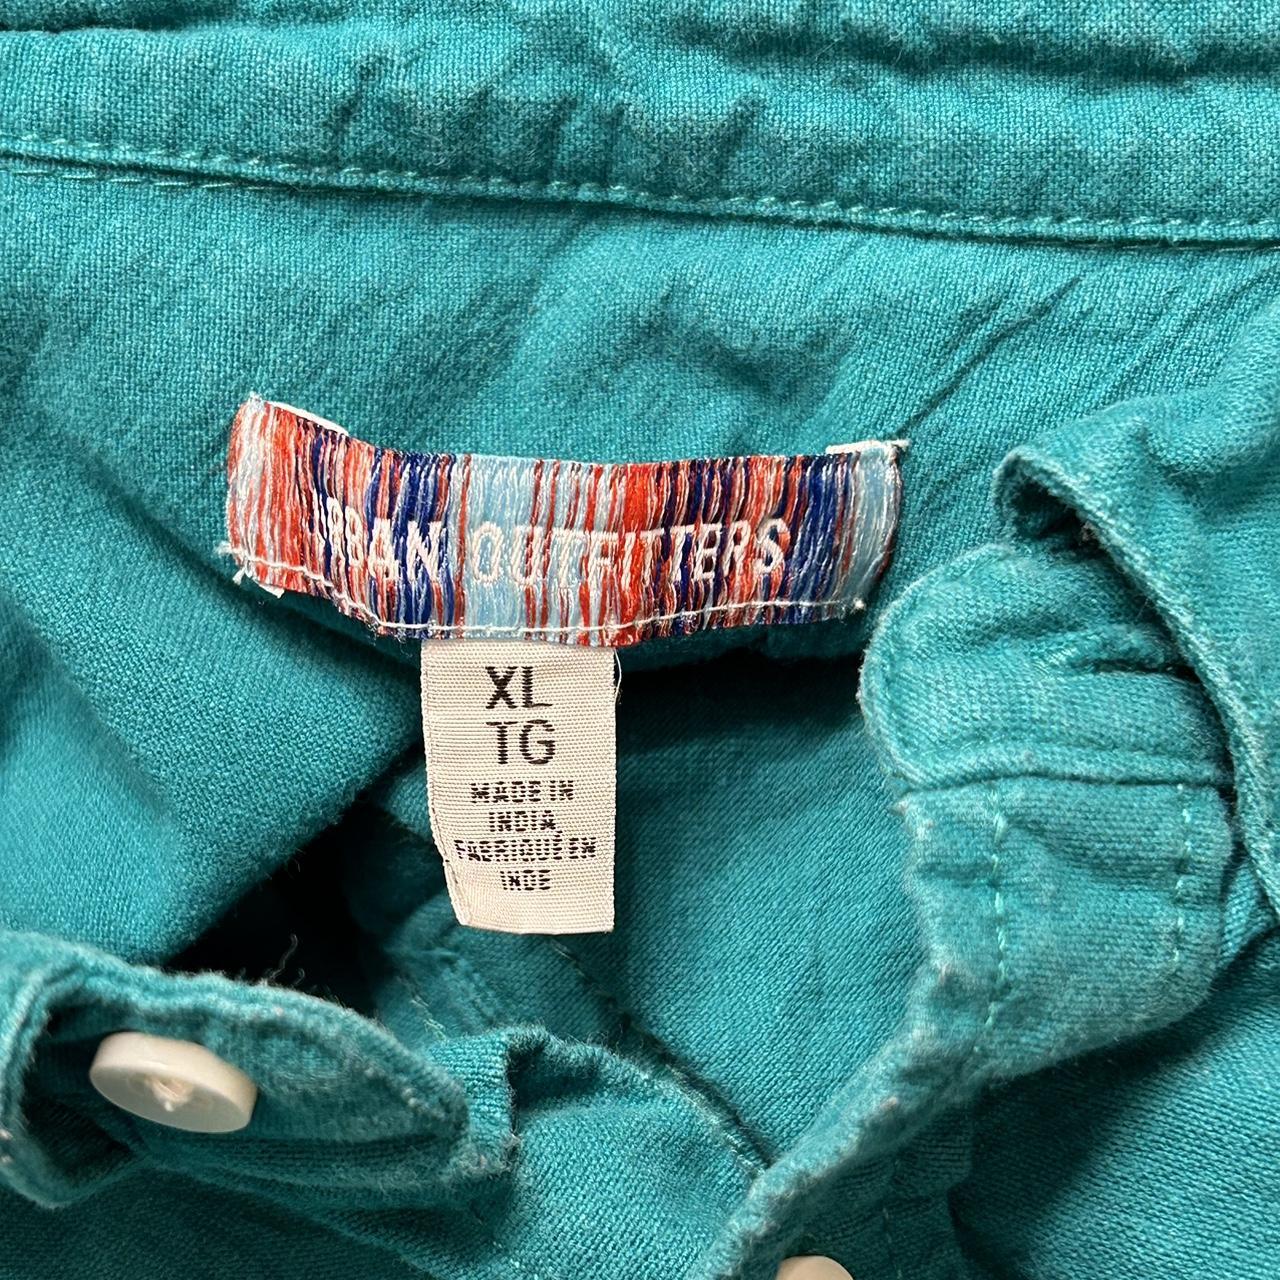 URBAN OUTFITTERS
XL
TG
MADE IN
INDIA,
FABRIQUÉ EN
INDE